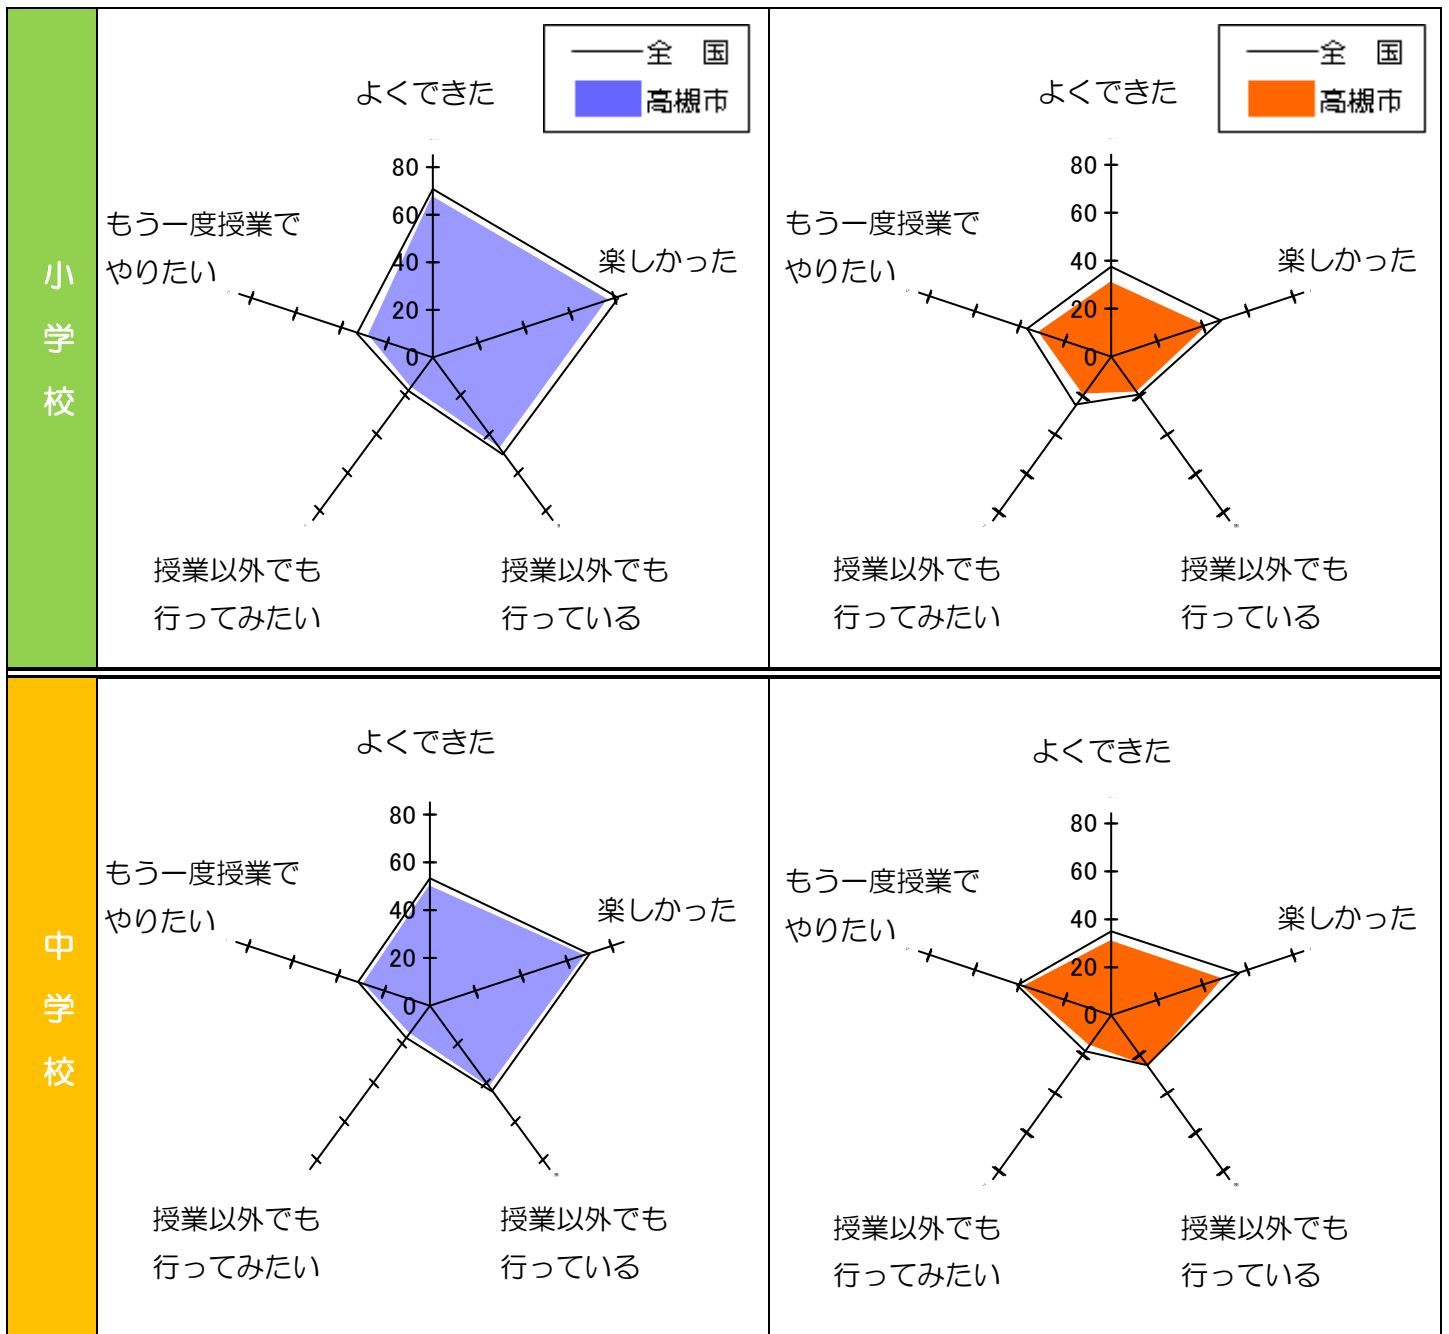 小学校
全 国
高槻市
よくできた
80
60
40
20
0
楽しかった
もう一度授業で
やりたい
授業以外でも
行ってみたい
授業以外でも
行っている
全 国
高槻市
よくできた
80
60
40
20
0
楽しかった
もう一度授業で
やりたい
授業以外でも
行ってみたい
授業以外でも
行っている
中学校
よくできた
80
60
40
20
0
楽しかった
もう一度授業で
やりたい
授業以外でも
行ってみたい
授業以外でも
行っている
よくできた
80
60
40
20
0
楽しかった
もう一度授業で
やりたい
授業以外でも
行ってみたい
授業以外でも
行っている